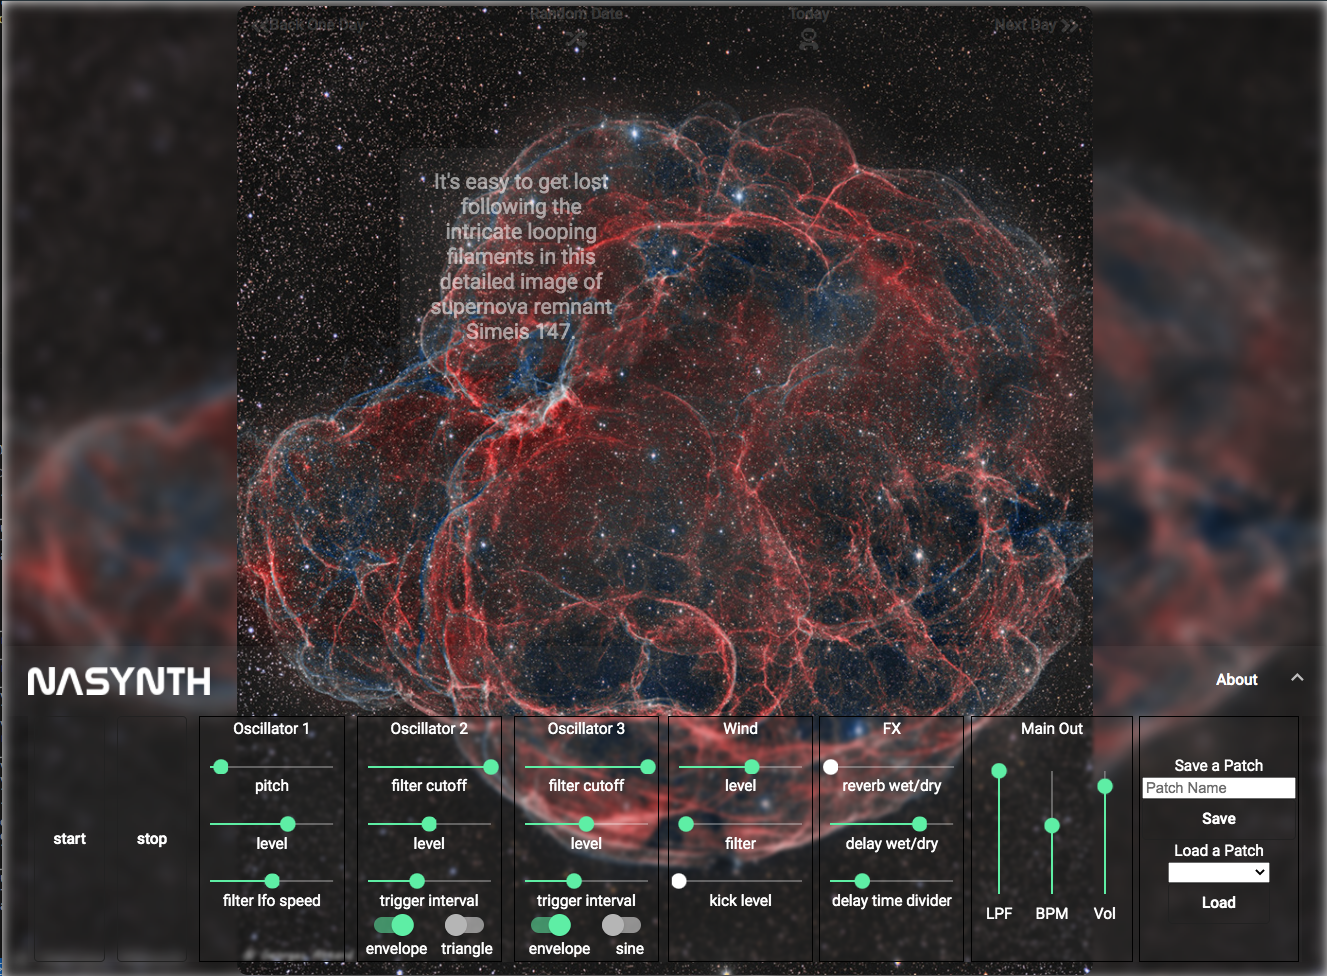 Back One Day
Random Date
Today
Next Day
It's easy to get lost
following the
intricate looping
filaments in this
detailed image of
supernova remnant
Simeis 147.
NASYNTH
About
start
stop
Oscillator 1
pitch
level
filter lfo speed
Oscillator 2
filter cutoff
level
trigger interval
envelope triangle
Oscillator 3
filter cutoff
level
trigger interval
envelope sine
Wind
level
filter
kick level
FX
reverb wet/dry
delay wet/dry
delay time divider
Main Out
LPF BPM Vol
Save a Patch
Patch Name
Save
Load a Patch
Load